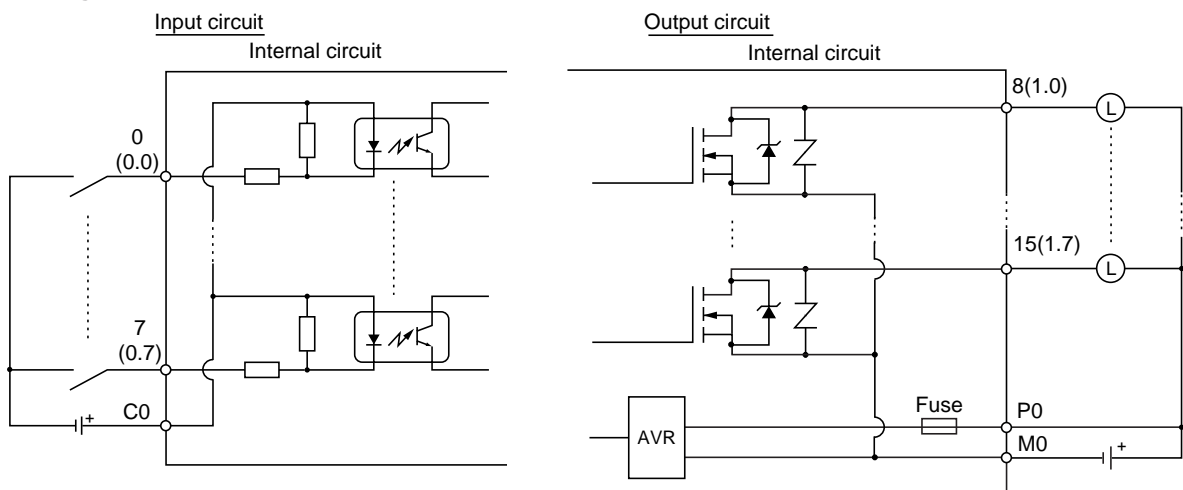 Input circuit
Internal circuit
0
(0.0)
7
(0.7)
C0
+
Output circuit
Internal circuit
8(1.0)
L
15(1.7)
L
Fuse
P0
AVR
M0
+